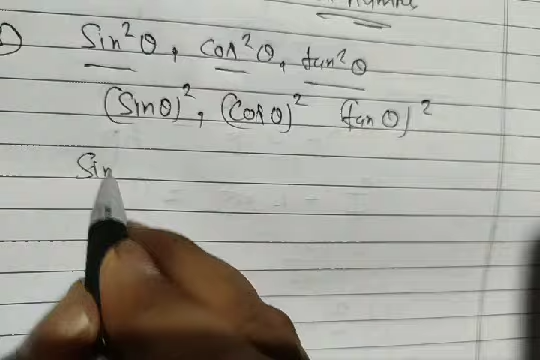 Sin²θ, Cos²θ, tan²θ
(Sinθ)², (Cosθ)² (tanθ)²
Sin